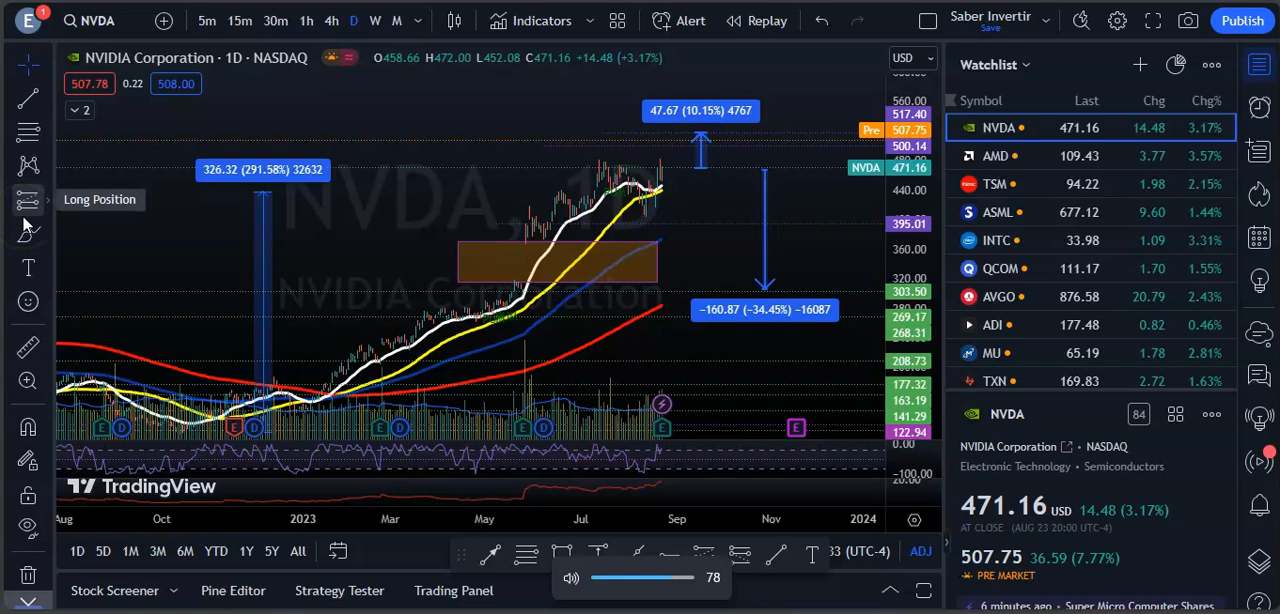 E 1
NVDA
5m 15m 30m 1h 4h D W M
Indicators
Alert
Replay
Saber Invertir
Save
Publish
NVIDIA Corporation · 1D · NASDAQ
O458.66 H472.00 L452.08 C471.16 +14.48 (+3.17%)
USD
507.78 0.22 508.00
2
Long Position
326.32 (291.58%) 32632
47.67 (10.15%) 4767
−160.87 (−34.45%) −16087
NVDA, 1D
NVIDIA Corporation
560.00
517.40
Pre 507.75
500.14
NVDA 471.16
440.00
395.01
360.00
320.00
303.50
269.17
268.31
208.73
177.32
163.19
141.29
122.94
0.00
−100.00
20.00
E D E D E D E D E E
TradingView
Aug Oct 2023 Mar May Jul Sep Nov 2024
1D 5D 1M 3M 6M YTD 1Y 5Y All
(UTC-4) ADJ
T
78
Stock Screener Pine Editor Strategy Tester Trading Panel
Watchlist
Symbol Last Chg Chg%
NVDA 471.16 14.48 3.17%
AMD 109.43 3.77 3.57%
TSM 94.22 1.98 2.15%
ASML 677.12 9.60 1.44%
INTC 33.98 1.09 3.31%
QCOM 111.17 1.70 1.55%
AVGO 876.58 20.79 2.43%
ADI 177.48 0.82 0.46%
MU 65.19 1.78 2.81%
TXN 169.83 2.72 1.63%
NVDA 84
NVIDIA Corporation · NASDAQ
Electronic Technology · Semiconductors
471.16 USD 14.48 (3.17%)
AT CLOSE (AUG 23 20:00 UTC-4)
507.75 36.59 (7.77%)
PRE MARKET
6 minutes ago · Super Micro Computer Shares